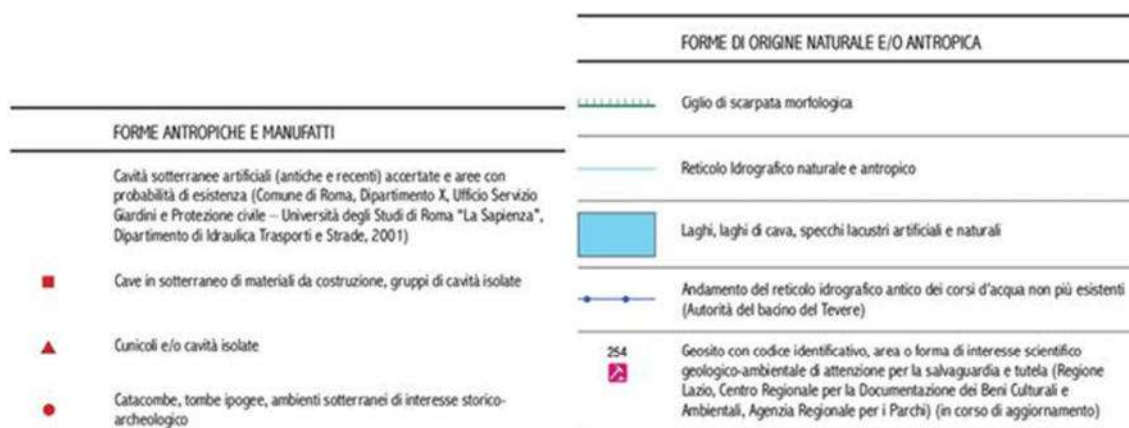 FORME ANTROPICHE E MANUFATTI
Cavità sotterranee artificiali (antiche e recenti) accertate e aree con
probabilità di esistenza (Comune di Roma, Dipartimento X, Ufficio Servizio
Giardini e Protezione civile – Università degli Studi di Roma "La Sapienza",
Dipartimento di Idraulica Trasporti e Strade, 2001)
Cave in sotterraneo di materiali da costruzione, gruppi di cavità isolate
Cunicoli e/o cavità isolate
Catacombe, tombe ipogee, ambienti sotterranei di interesse storico-
archeologico
FORME DI ORIGINE NATURALE E/O ANTROPICA
Ciglio di scarpata morfologica
Reticolo Idrografico naturale e antropico
Laghi, laghi di cava, specchi lacustri artificiali e naturali
Andamento del reticolo idrografico antico dei corsi d'acqua non più esistenti
(Autorità del bacino del Tevere)
254
Geosito con codice identificativo, area o forma di interesse scientifico
geologico-ambientale di attenzione per la salvaguardia e tutela (Regione
Lazio, Centro Regionale per la Documentazione dei Beni Culturali e
Ambientali, Agenzia Regionale per i Parchi) (in corso di aggiornamento)